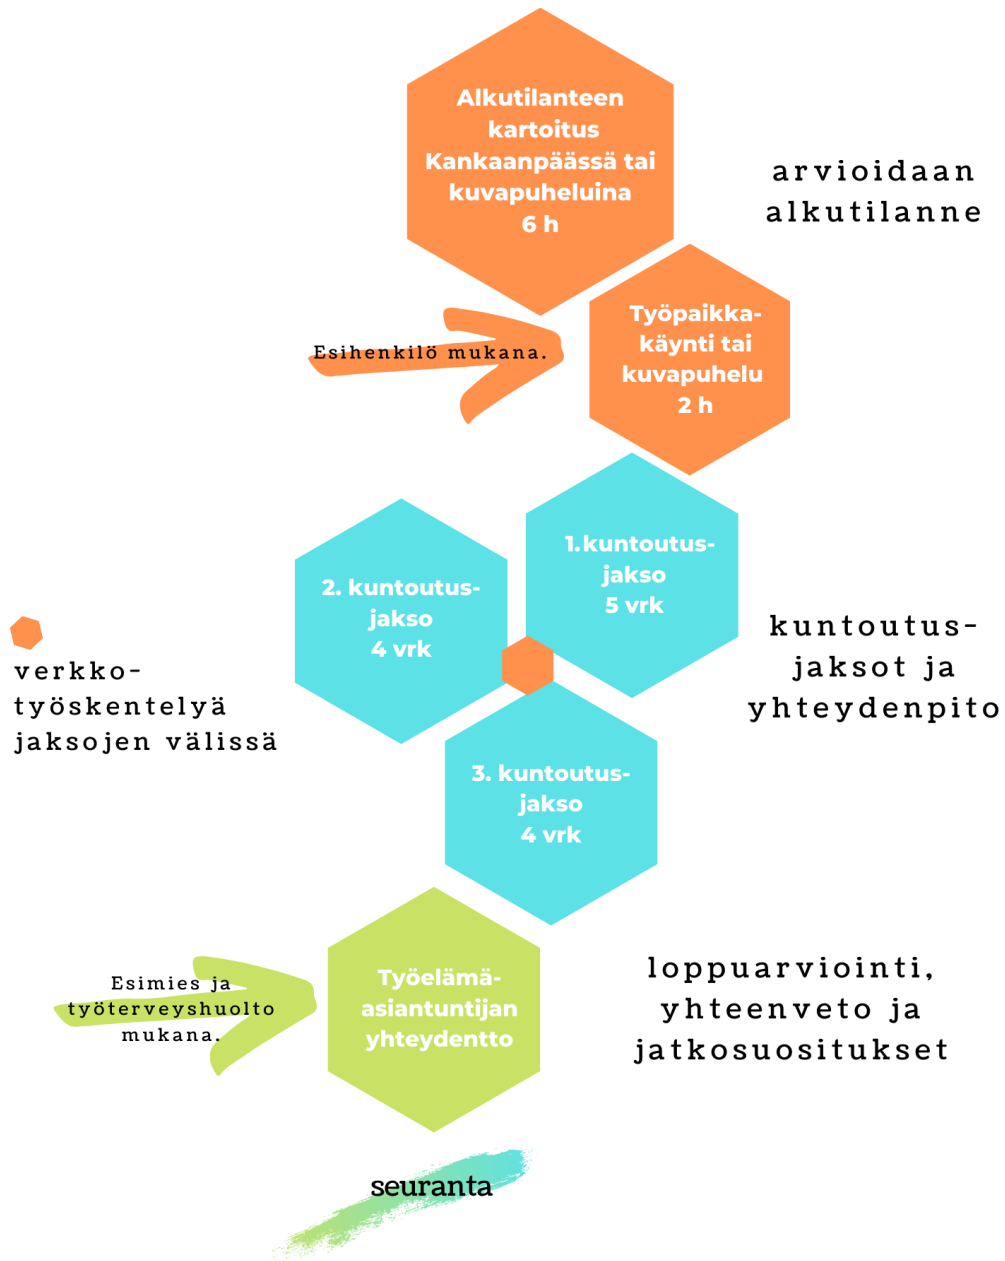 Alkutilanteen
kartoitus
Kankaanpäässä tai
kuvapuheluina
6 h
arvioidaan
alkutilanne
Työpaikka-
käynti tai
kuvapuhelu
2 h
Esihenkilö mukana.
1.kuntoutus-
jakso
5 vrk
2. kuntoutus-
jakso
4 vrk
kuntoutus-
jaksot ja
yhteydenpito
verkko-
työskentelyä
jaksojen välissä
3. kuntoutus-
jakso
4 vrk
Työelämä-
asiantuntijan
yhteydentto
Esimies ja
työterveyshuolto
mukana.
loppuarviointi,
yhteenveto ja
jatkosuositukset
seuranta